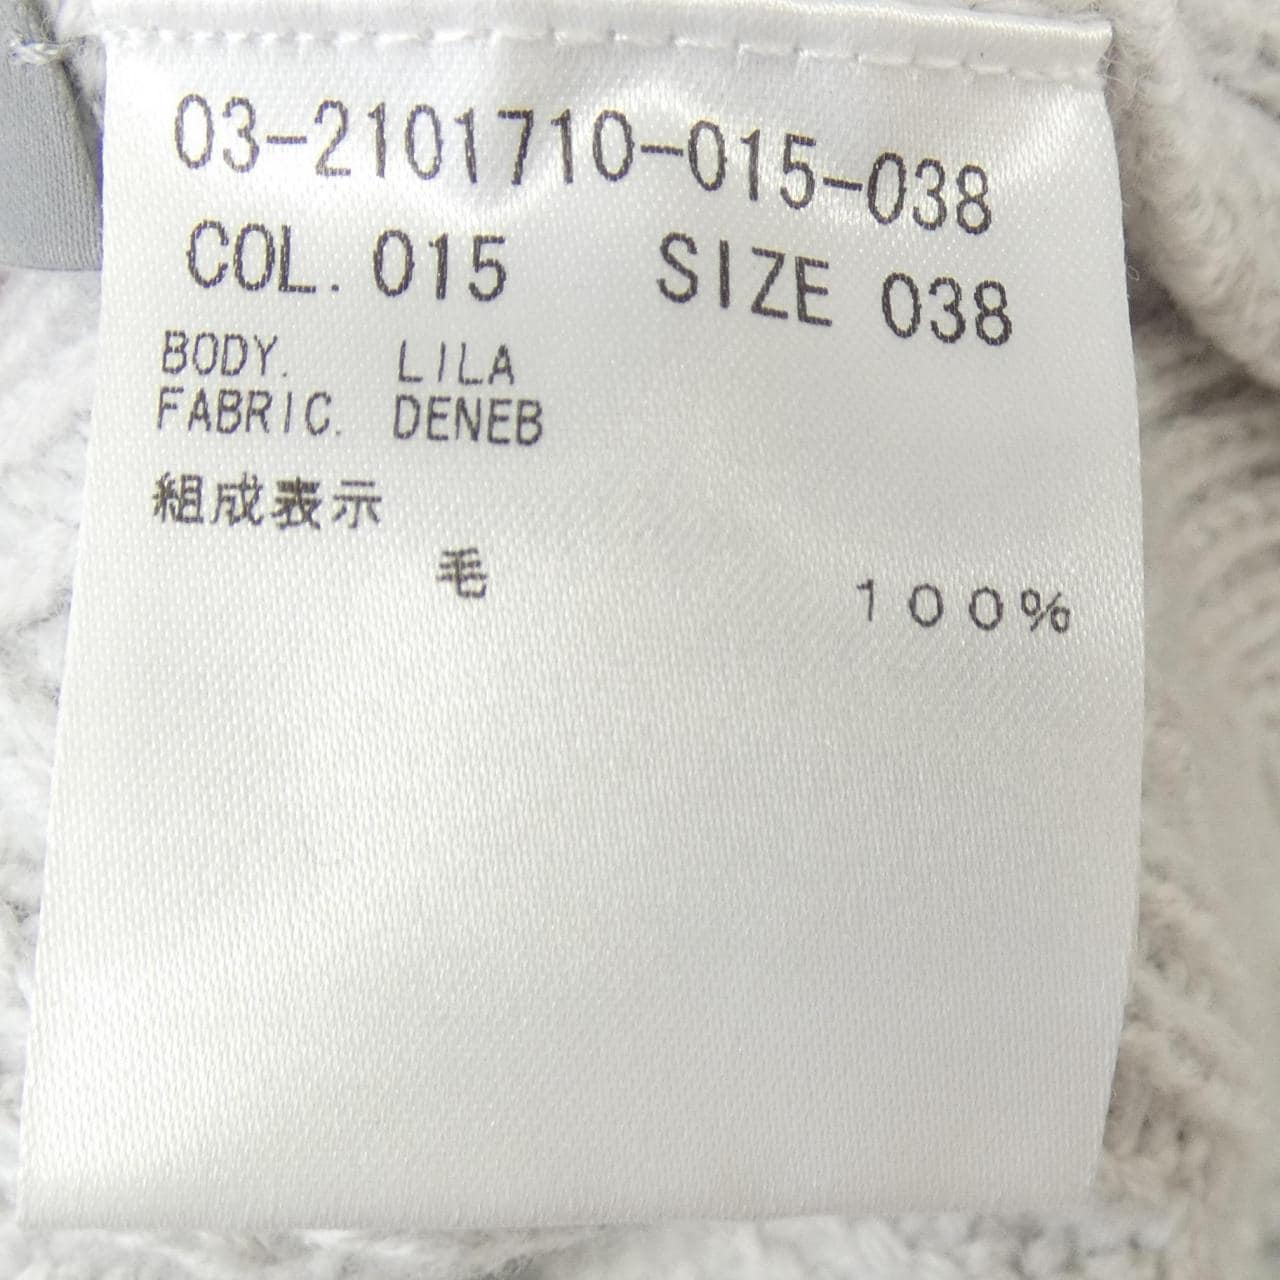 03-2101710-015-038
COL. 015 SIZE 038
BODY. LILA
FABRIC. DENEB
組成表示
毛 100%